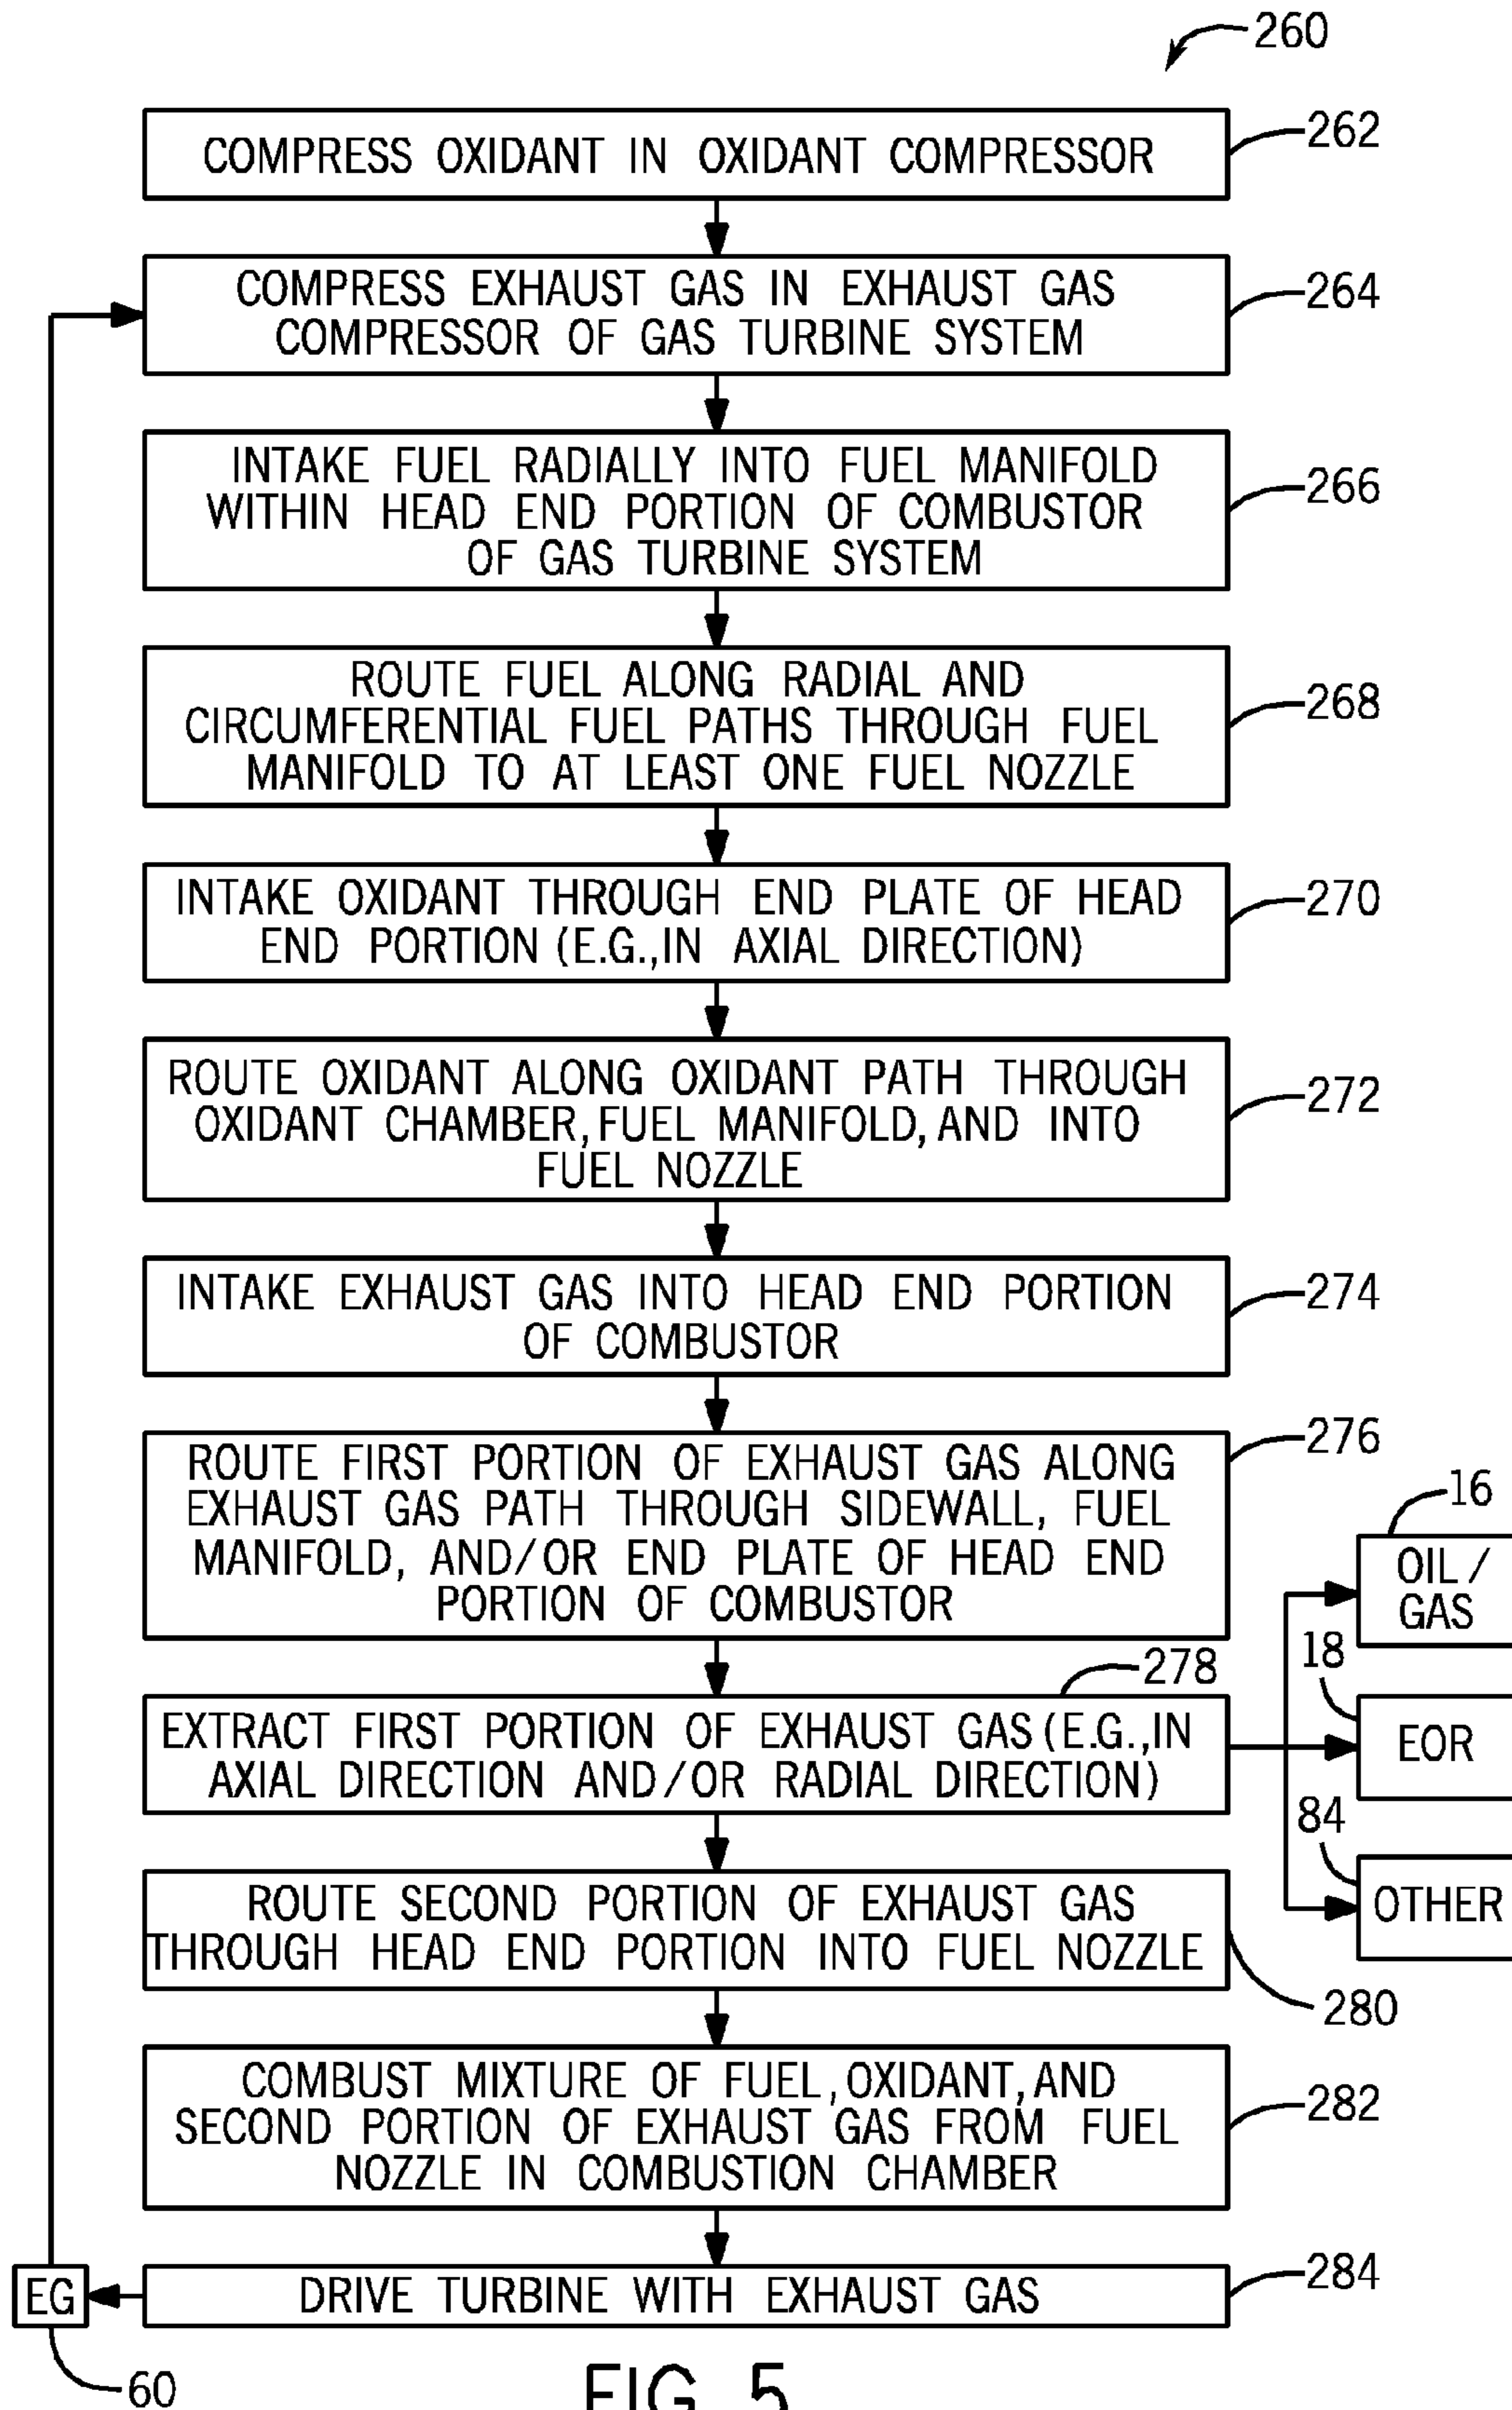 260
COMPRESS OXIDANT IN OXIDANT COMPRESSOR
262
COMPRESS EXHAUST GAS IN EXHAUST GAS
COMPRESSOR OF GAS TURBINE SYSTEM
264
INTAKE FUEL RADIALLY INTO FUEL MANIFOLD
WITHIN HEAD END PORTION OF COMBUSTOR
OF GAS TURBINE SYSTEM
266
ROUTE FUEL ALONG RADIAL AND
CIRCUMFERENTIAL FUEL PATHS THROUGH FUEL
MANIFOLD TO AT LEAST ONE FUEL NOZZLE
268
INTAKE OXIDANT THROUGH END PLATE OF HEAD
END PORTION (E.G.,IN AXIAL DIRECTION)
270
ROUTE OXIDANT ALONG OXIDANT PATH THROUGH
OXIDANT CHAMBER, FUEL MANIFOLD, AND INTO
FUEL NOZZLE
272
INTAKE EXHAUST GAS INTO HEAD END PORTION
OF COMBUSTOR
274
ROUTE FIRST PORTION OF EXHAUST GAS ALONG
EXHAUST GAS PATH THROUGH SIDEWALL, FUEL
MANIFOLD, AND/OR END PLATE OF HEAD END
PORTION OF COMBUSTOR
276
16
OIL/
GAS
EXTRACT FIRST PORTION OF EXHAUST GAS (E.G.,IN
AXIAL DIRECTION AND/OR RADIAL DIRECTION)
278
18
EOR
84
OTHER
ROUTE SECOND PORTION OF EXHAUST GAS
THROUGH HEAD END PORTION INTO FUEL NOZZLE
280
COMBUST MIXTURE OF FUEL, OXIDANT, AND
SECOND PORTION OF EXHAUST GAS FROM FUEL
NOZZLE IN COMBUSTION CHAMBER
282
EG
DRIVE TURBINE WITH EXHAUST GAS
284
60
FIG. 5